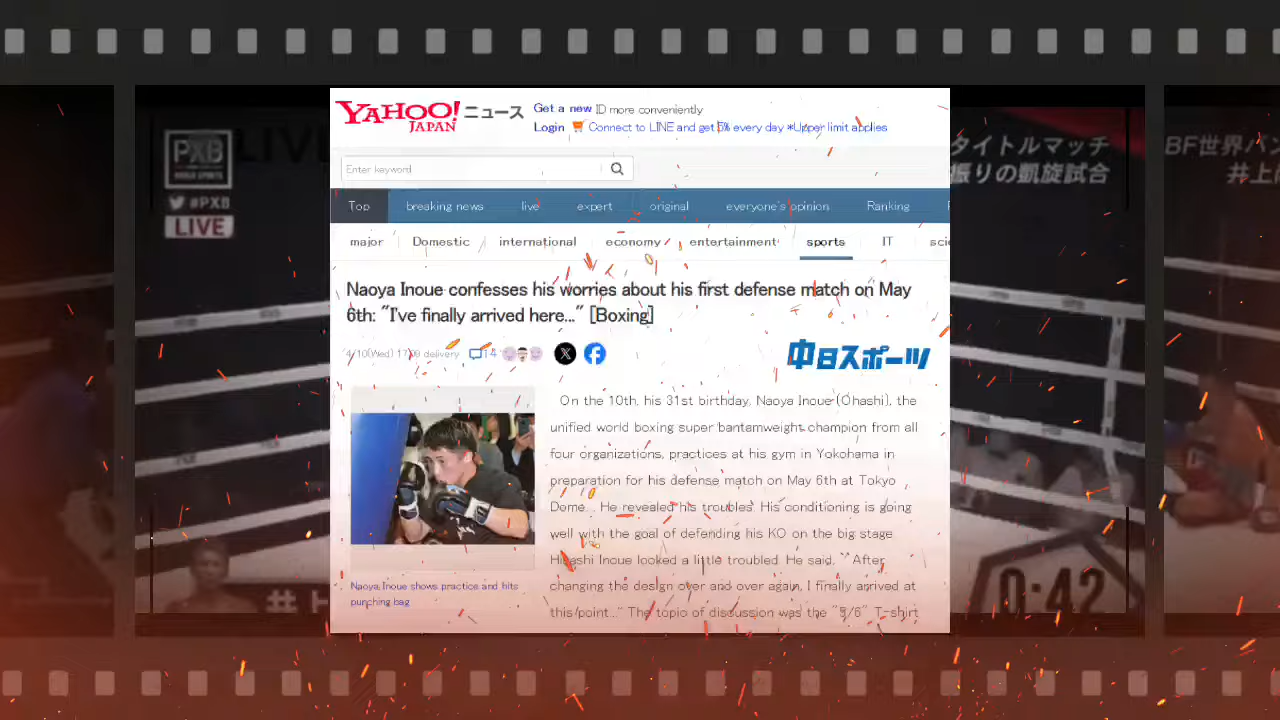 YAHOO! ニュース
JAPAN
Get a new ID more conveniently
Login Connect to LINE and get 5% every day *Upper limit applies
Enter keyword
Top breaking news live expert original everyone's opinion Ranking
major Domestic international economy entertainment sports IT
Naoya Inoue confesses his worries about his first defense match on May
6th: "I've finally arrived here..." [Boxing]
4/10(Wed) delivery 14
中日スポーツ
On the 10th, his 31st birthday, Naoya Inoue (Ohashi), the
unified world boxing super bantamweight champion from all
four organizations, practices at his gym in Yokohama in
preparation for his defense match on May 6th at Tokyo
Dome. . He revealed his troubles. His conditioning is going
well with the goal of defending his KO on the big stage
Inoue looked a little troubled. He said, "After
changing the design over and over again, I finally arrived at
this point..." The topic of discussion was the "5/6" T-shirt
Naoya Inoue shows practice and hits
punching bag
PXB
LIVE
#PXB
LIVE
井上
タイトルマッチ
振りの凱旋試合
0:42
BF世界バン
井上